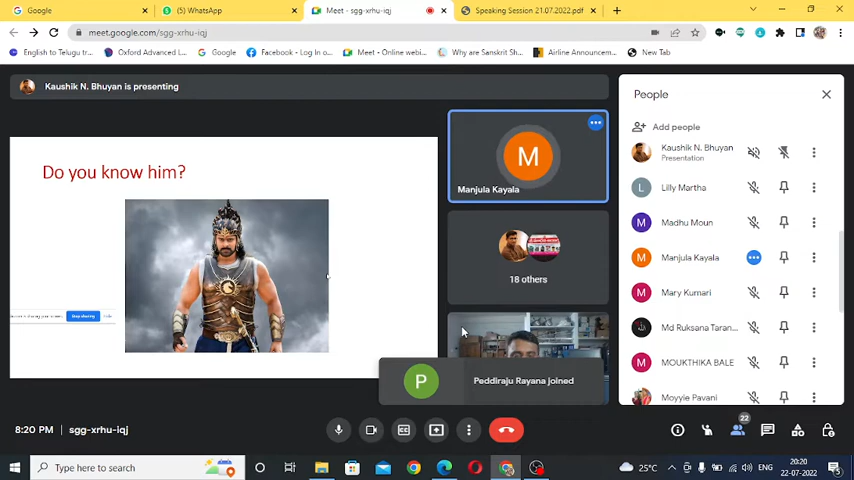 Google
(5) WhatsApp
Meet - sgg-xrhu-iqj
Speaking Session 21.07.2022.pdf
meet.google.com/sgg-xrhu-iqj
English to Telugu tr...
Oxford Advanced L...
Google
Facebook - Log In o...
Meet • Online webi...
Why are Sanskrit Sh...
Airline Announcem...
New Tab
Kaushik N. Bhuyan is presenting
Do you know him?
Stop sharing
M
Manjula Kayala
18 others
P
Peddiraju Rayana joined
People
Add people
Kaushik N. Bhuyan
Presentation
L
Lilly Martha
M
Madhu Moun
M
Manjula Kayala
M
Mary Kumari
Md Ruksana Taran...
M
MOUKTHIKA BALE
Moyyie Pavani
8:20 PM
sgg-xrhu-iqj
22
Type here to search
25°C
ENG
20:20
22-07-2022